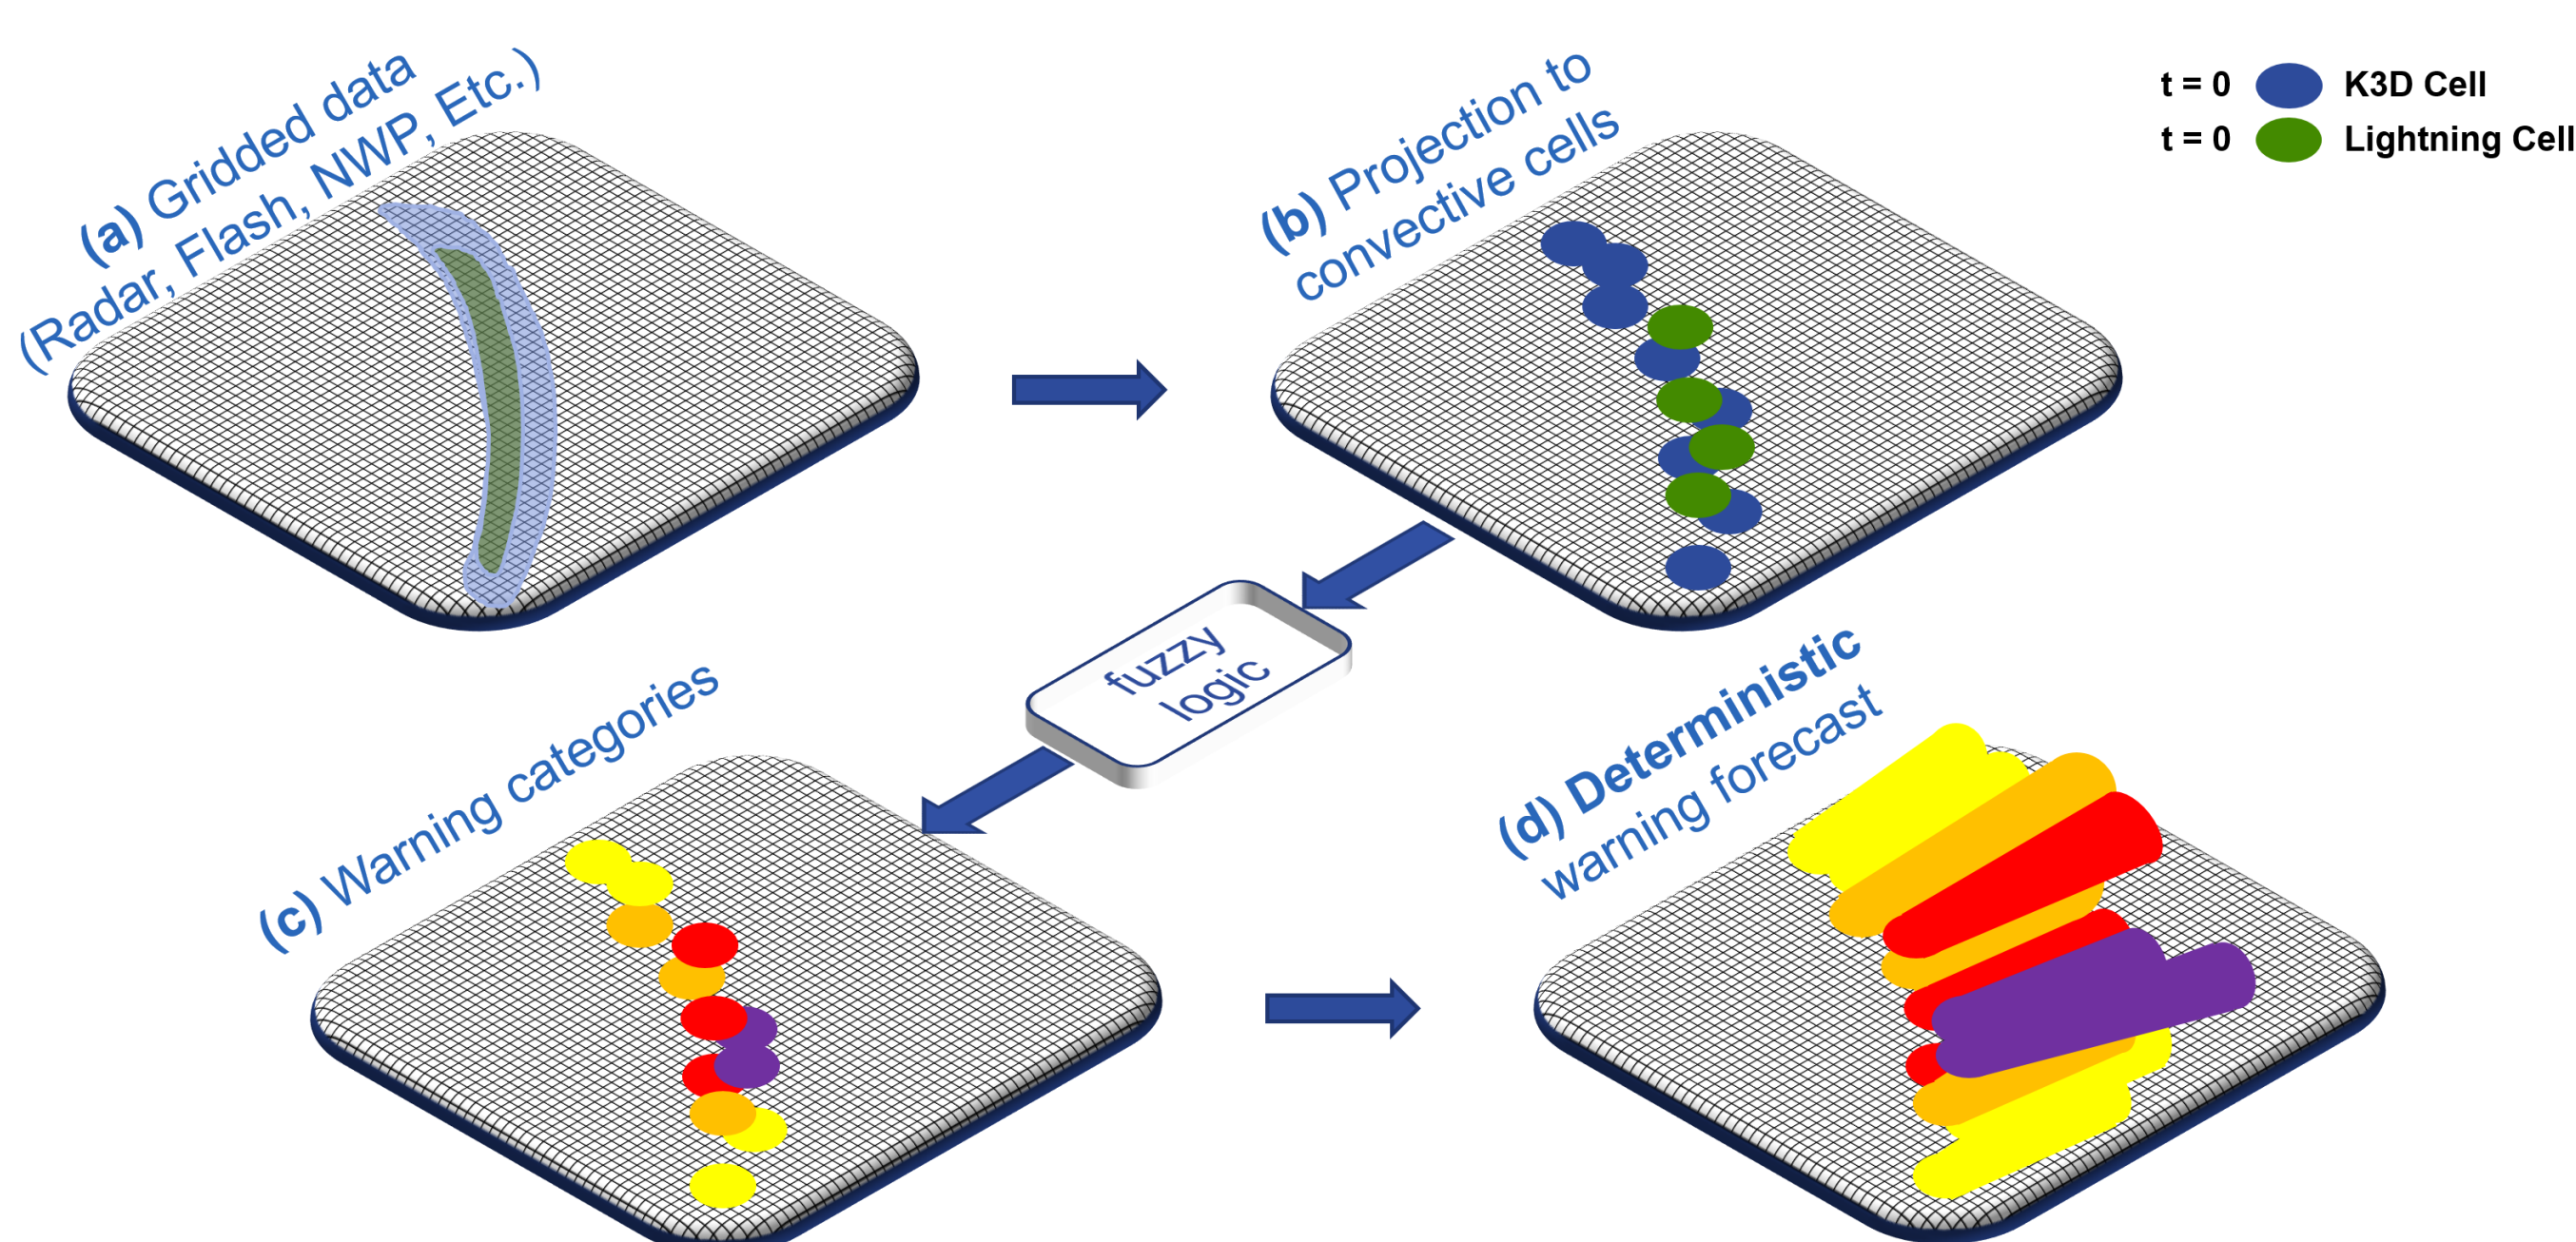 (a) Gridded data
(Radar, Flash, NWP, Etc.)
(b) Projection to
convective cells
t = 0 K3D Cell
t = 0 Lightning Cell
fuzzy
logic
(c) Warning categories
(d) Deterministic
warning forecast